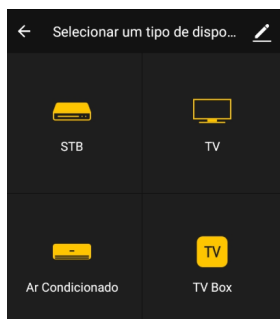 Selecionar um tipo de dispo...
STB
TV
TV
Ar Condicionado
TV Box